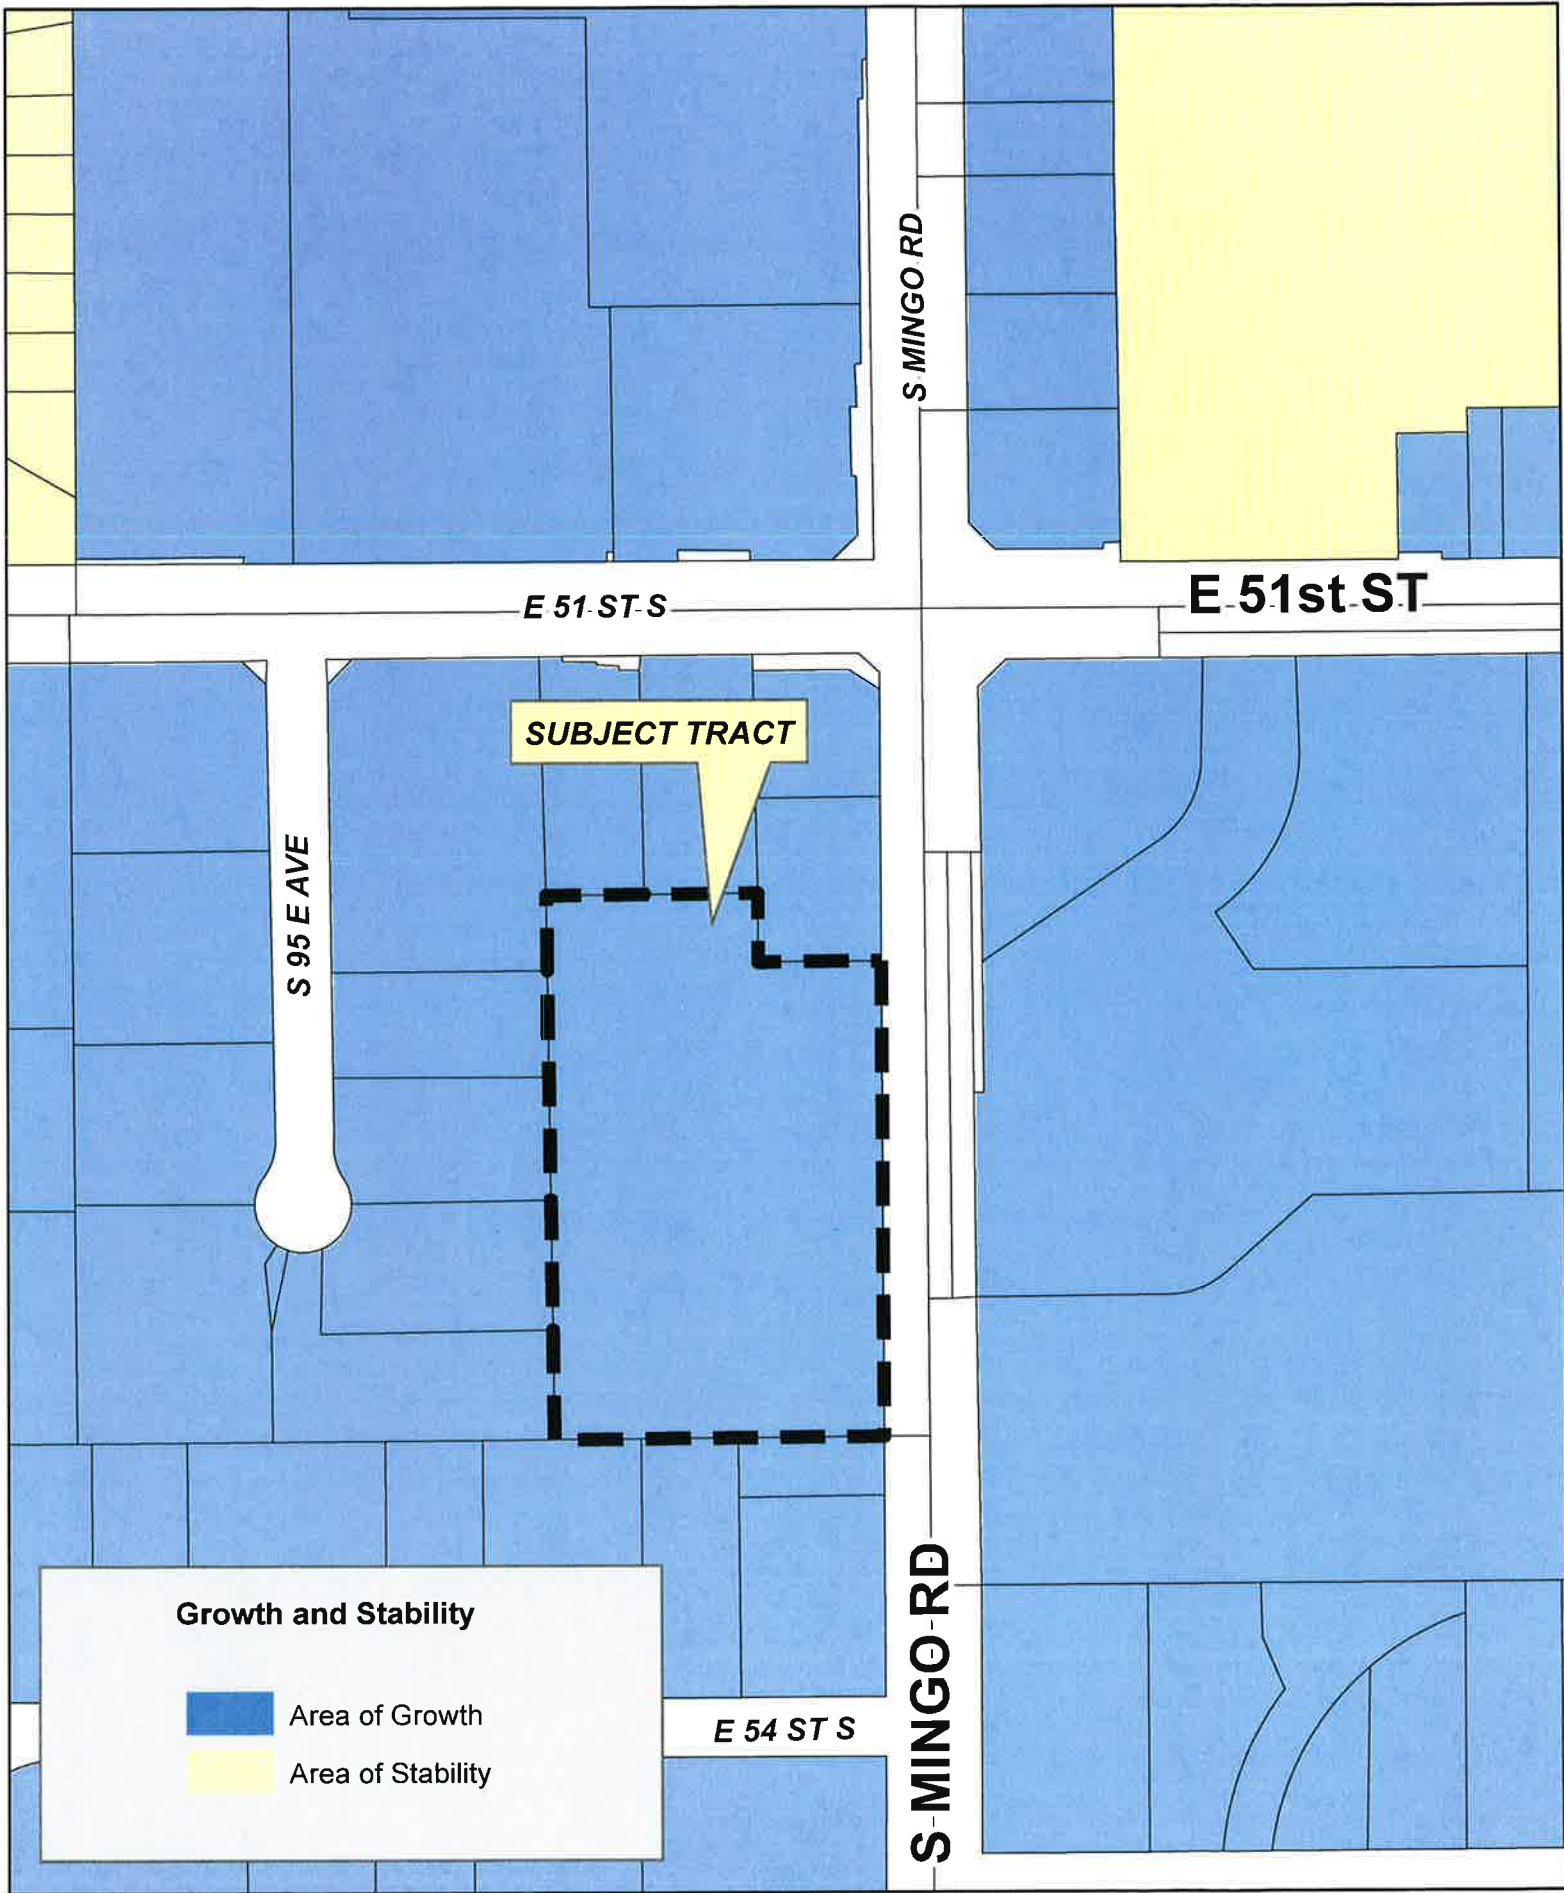 S MINGO RD
E 51 ST S
E 51st ST
SUBJECT TRACT
S 95 E AVE
Growth and Stability
Area of Growth
Area of Stability
E 54 ST S
S MINGO RD